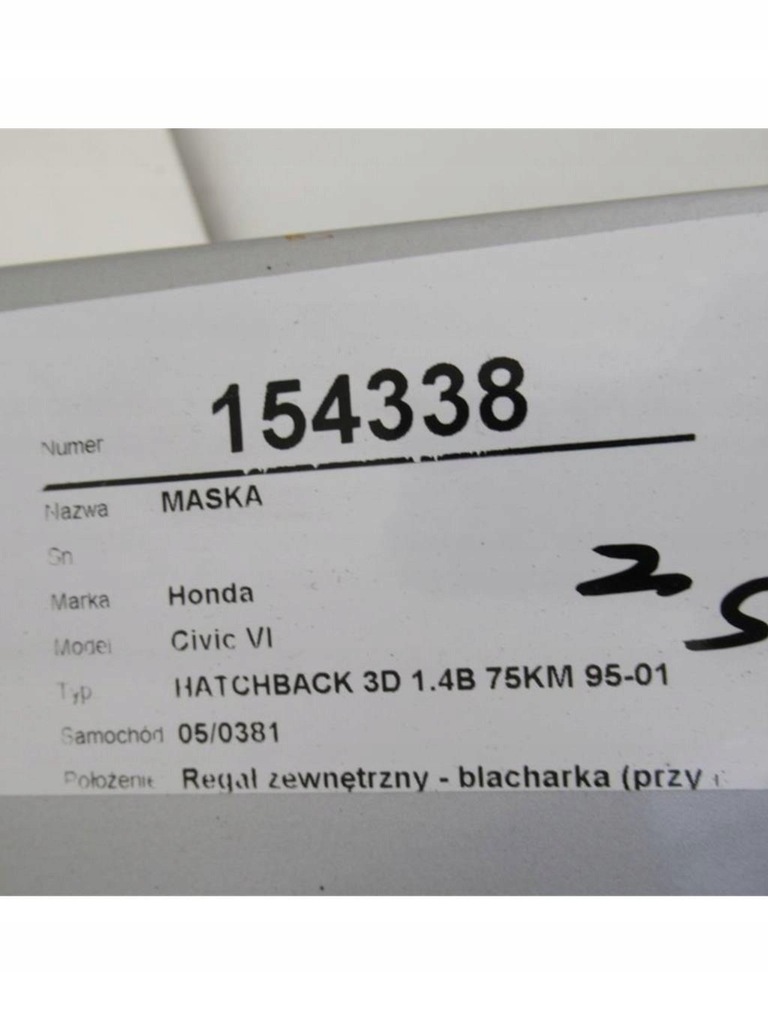 Numer 154338
Nazwa MASKA
Sn
Marka Honda
Model Civic VI
Typ HATCHBACK 3D 1.4B 75KM 95-01
Samochód 05/0381
Położenie Regał zewnętrzny - blacharka (przy
2